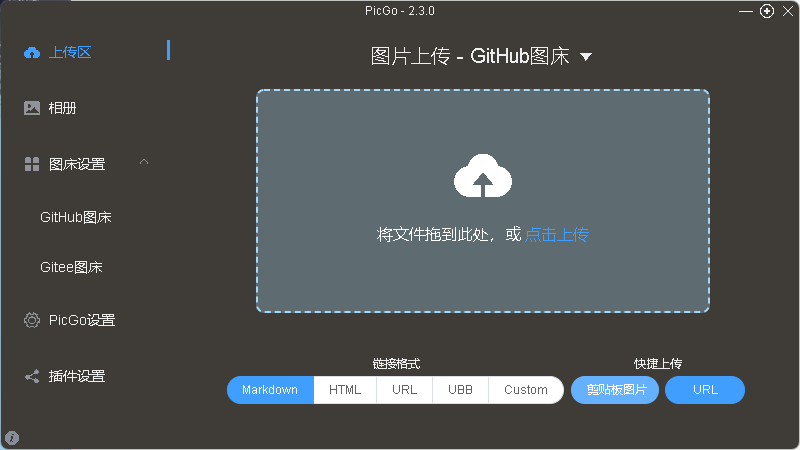 PicGo - 2.3.0
上传区
相册
图床设置
GitHub图床
Gitee图床
PicGo设置
插件设置
图片上传 - GitHub图床
将文件拖到此处，或 点击上传
链接格式
Markdown HTML URL UBB Custom
快捷上传
剪贴板图片 URL